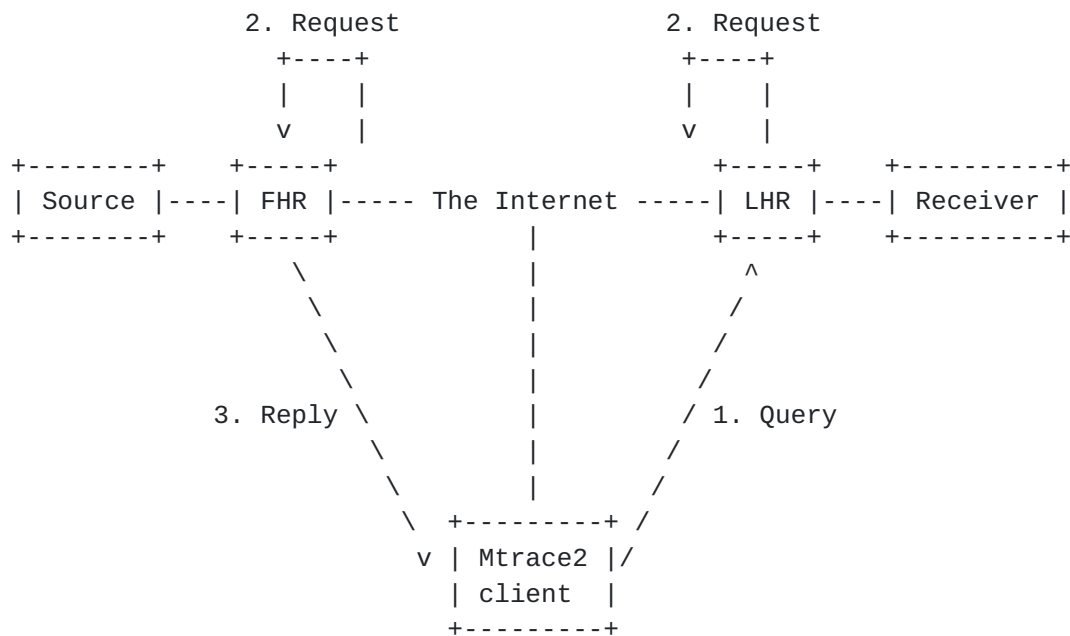 2. Request 2. Request
Source FHR The Internet LHR Receiver
3. Reply 1. Query
Mtrace2
client